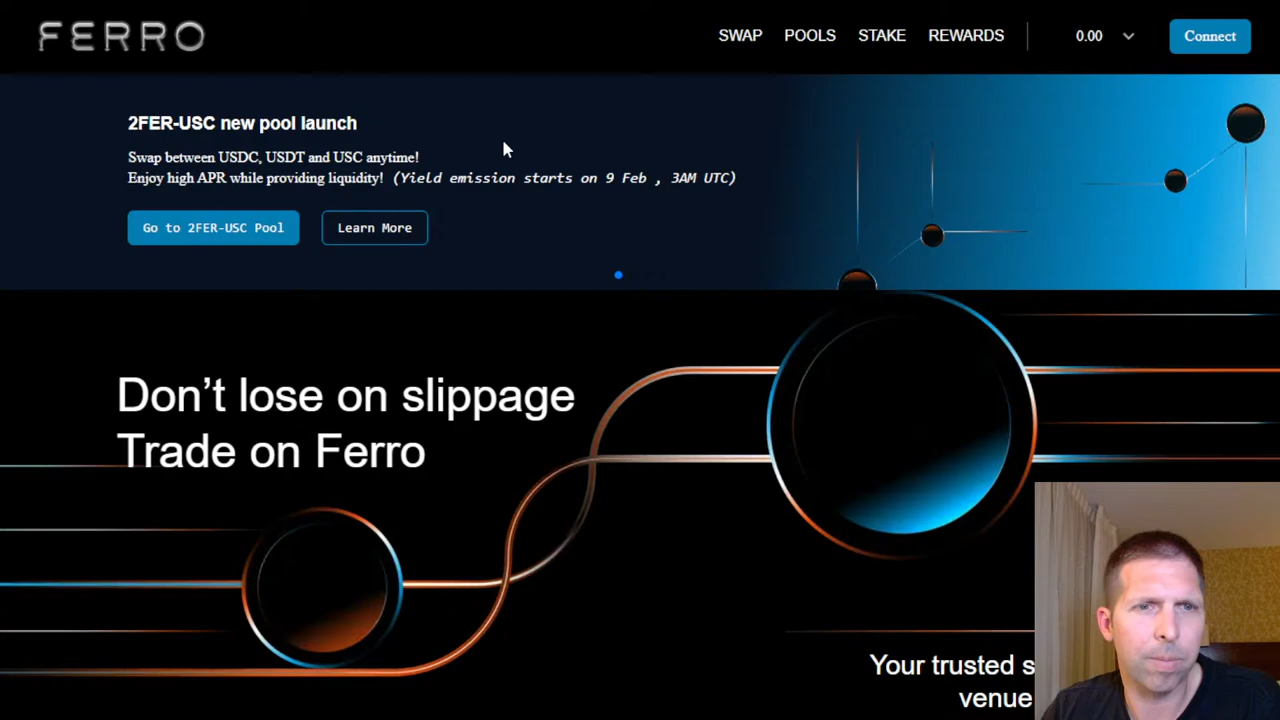 FERRO
SWAP POOLS STAKE REWARDS 0.00 Connect
2FER-USC new pool launch
Swap between USDC, USDT and USC anytime!
Enjoy high APR while providing liquidity! (Yield emission starts on 9 Feb , 3AM UTC)
Go to 2FER-USC Pool Learn More
Don’t lose on slippage
Trade on Ferro
Your trusted
venue